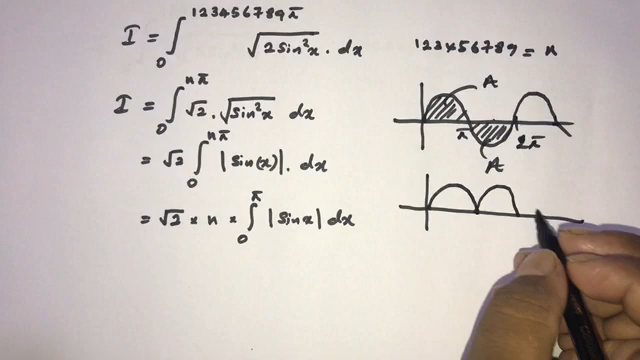 I = ∫₀^(123456789π) √(2Sin²x) . dx
123456789 = n
I = ∫₀^(nπ) √2 . √(Sin²x) dx
= √2 ∫₀^(nπ) |Sin(x)| . dx
= √2 × n × ∫₀^π |Sinx| dx
A
π
2π
A